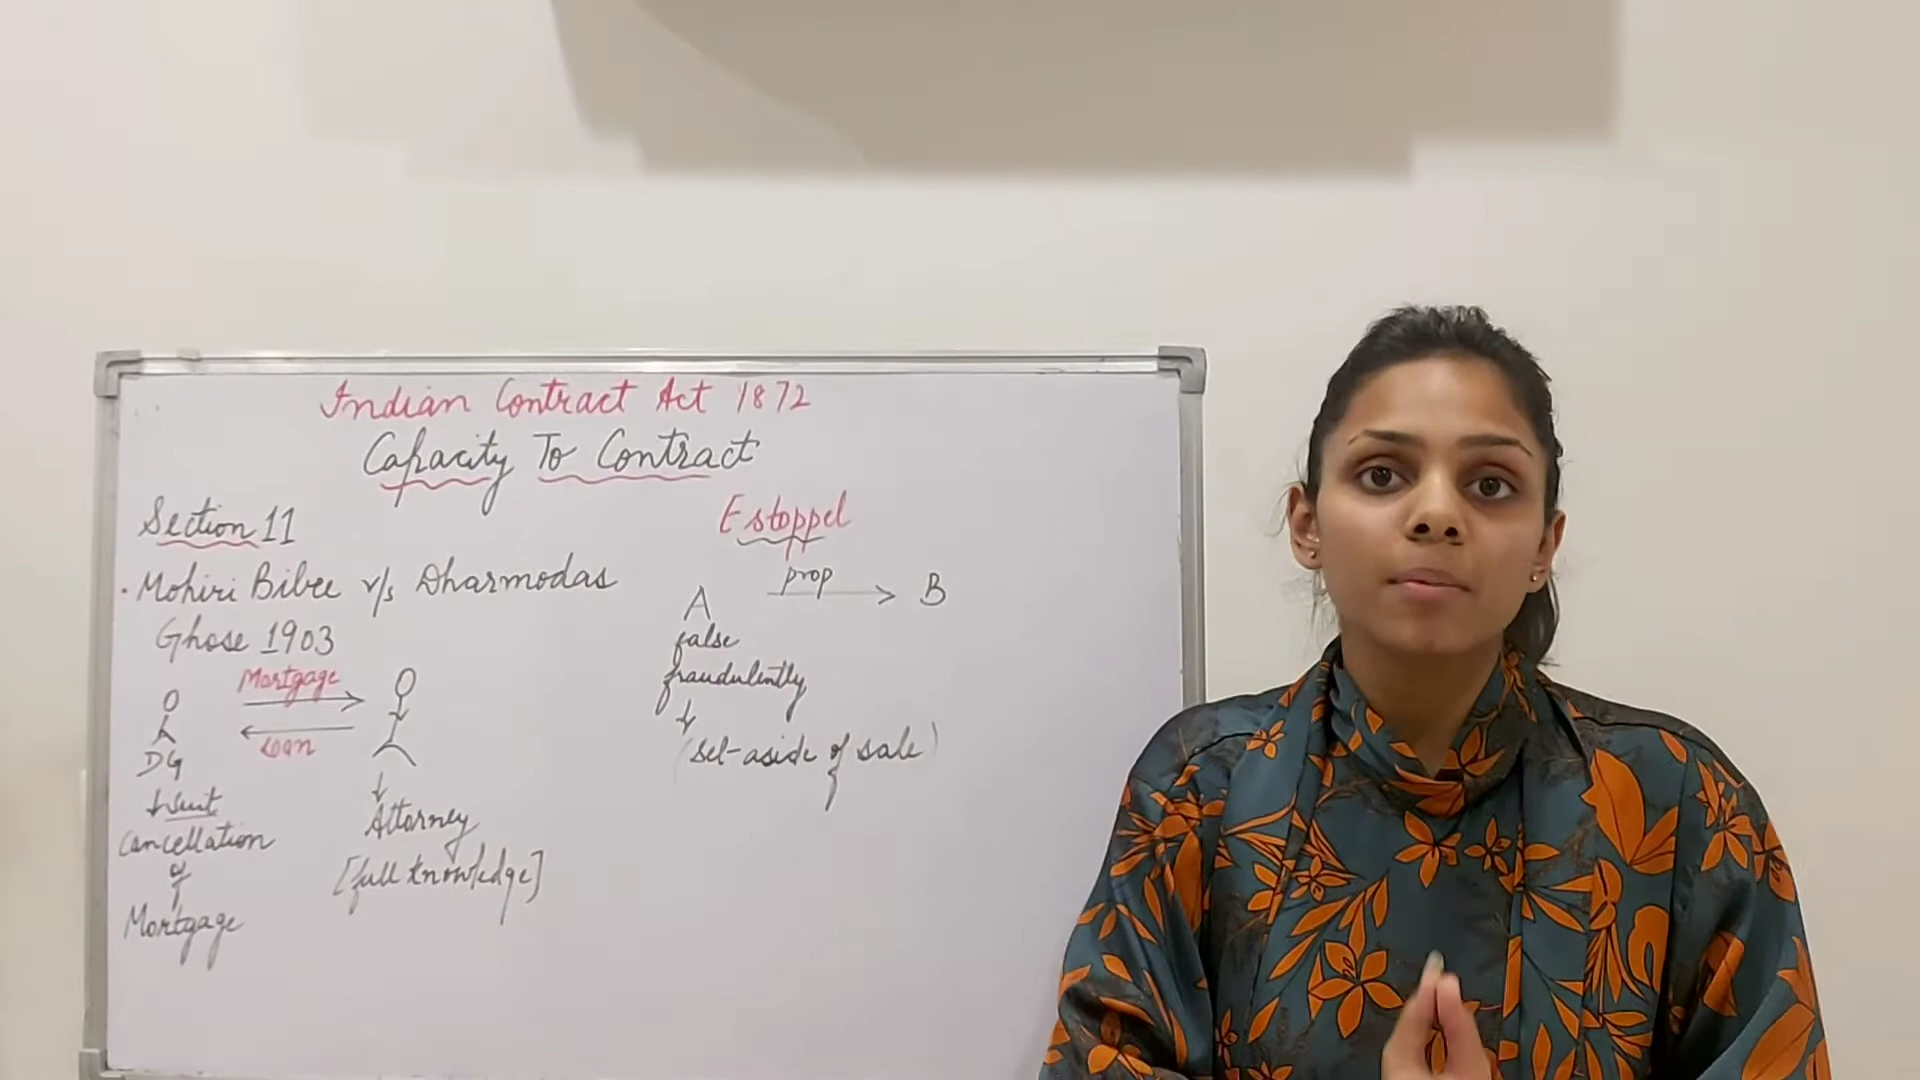 Indian Contract Act 1872
Capacity To Contract
Section 11
Mohiri Bibee v/s Dharmodas
Ghose 1903
Mortgage
Loan
DG
Suit
Cancellation
of
Mortgage
Attorney
[full knowledge]
Estoppel
prop
A
B
false
fraudulently
(set-aside of sale)